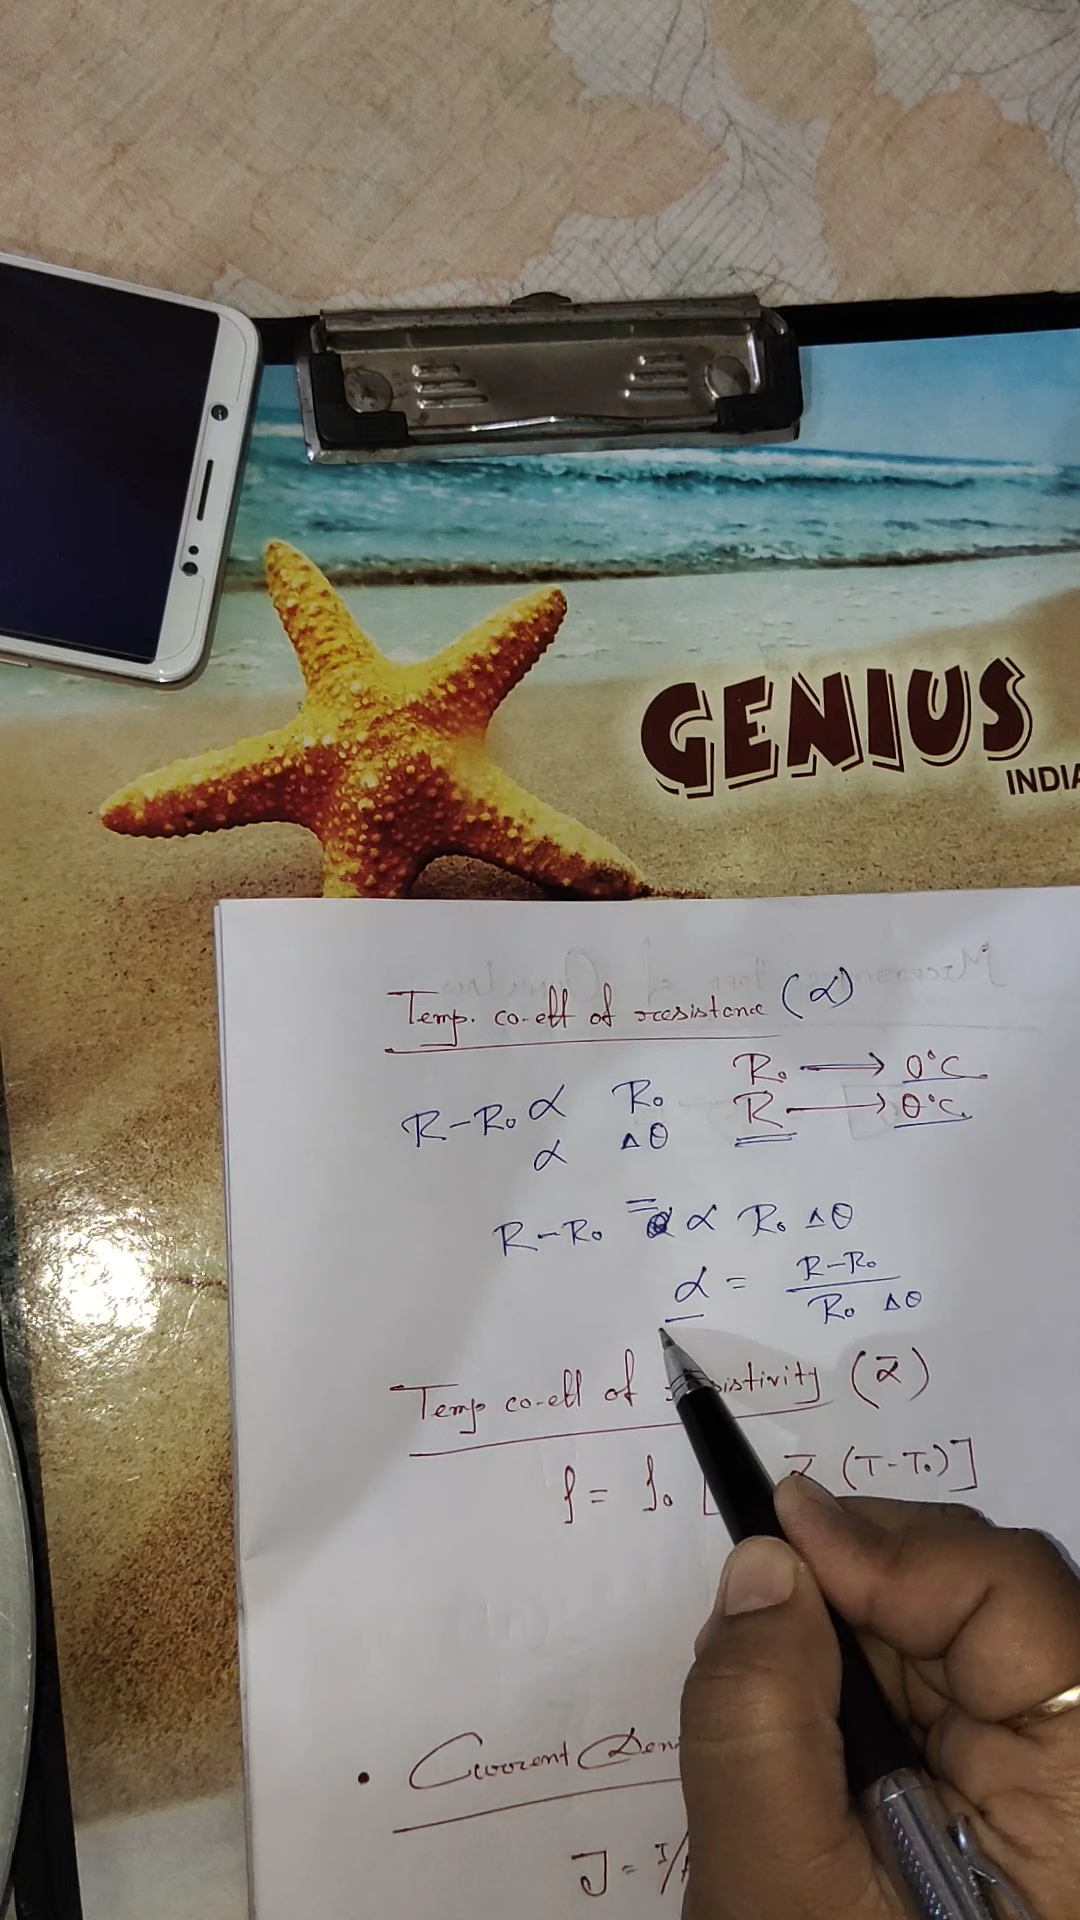 GENIUS
INDIA
Temp. co-eff of resistance (α)
R₀ → 0°C
R → θ°C
R-R₀ α R₀
α Δθ
R-R₀ = α R₀ Δθ
α = R-R₀ / R₀ Δθ
Temp co-eff of (ᾱ)
ρ = ρ₀ [ ᾱ (T-T₀)]
• Current
J = I/